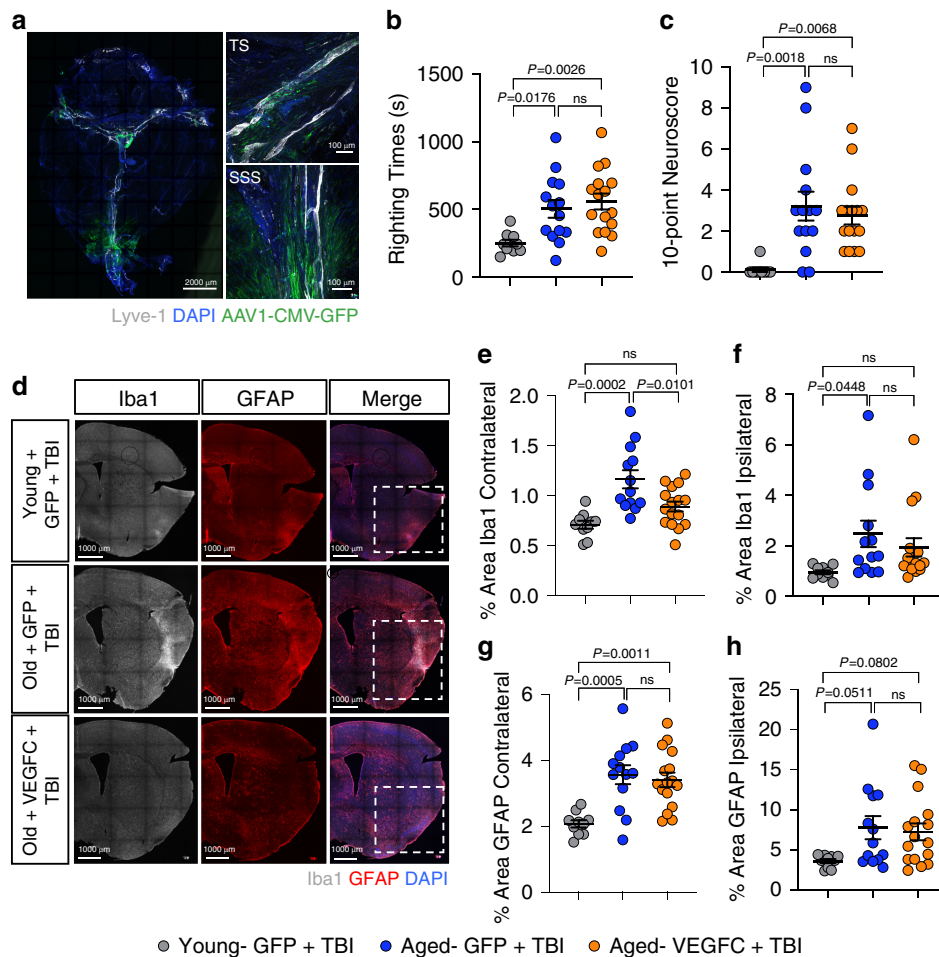 a
TS
100 µm
SSS
100 µm
2000 µm
Lyve-1 DAPI AAV1-CMV-GFP
b
P=0.0026
P=0.0176
ns
Righting Times (s)
1500
1000
500
0
c
P=0.0068
P=0.0018
ns
10-point Neuroscore
10
8
6
4
2
0
d
Iba1
GFAP
Merge
Young + GFP + TBI
1000 µm
1000 µm
1000 µm
Old + GFP + TBI
1000 µm
1000 µm
1000 µm
Old + VEGFC + TBI
1000 µm
1000 µm
1000 µm
Iba1 GFAP DAPI
e
ns
P=0.0002
P=0.0101
% Area Iba1 Contralateral
2.0
1.5
1.0
0.5
0.0
f
ns
P=0.0448
ns
% Area Iba1 Ipsilateral
8
6
4
2
0
g
P=0.0011
P=0.0005
ns
% Area GFAP Contralateral
6
4
2
0
h
P=0.0802
P=0.0511
ns
% Area GFAP Ipsilateral
25
20
15
10
5
0
Young- GFP + TBI
Aged- GFP + TBI
Aged- VEGFC + TBI